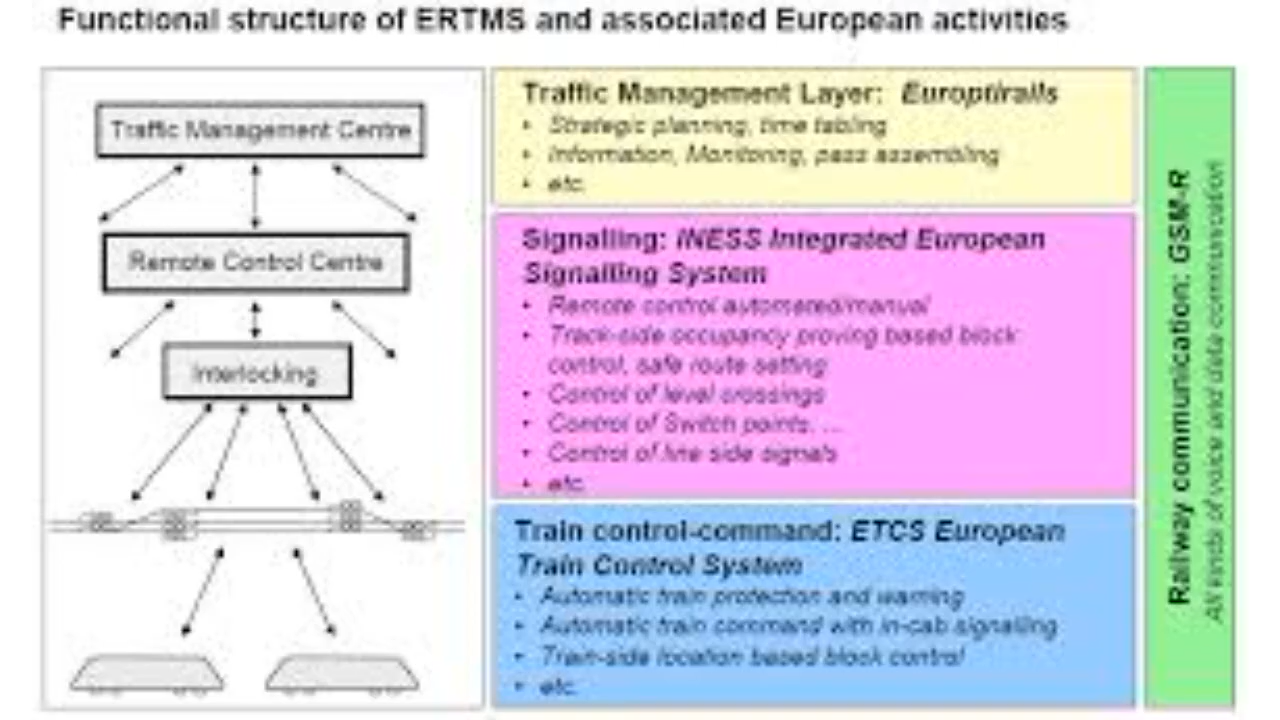 Functional structure of ERTMS and associated European activities
Traffic Management Centre
Remote Control Centre
Interlocking
Traffic Management Layer: Europtirails
• Strategic planning, time tabling
• Information, Monitoring, pass assembling
• etc.
Signalling: INESS Integrated European
Signalling System
• Remote control automated/manual
• Track-side occupancy proving based block
control, safe route setting
• Control of level crossings
• Control of Switch points, ...
• Control of line side signals
• etc.
Train control-command: ETCS European
Train Control System
• Automatic train protection and warning
• Automatic train command with in-cab signalling
• Train-side location based block control
• etc.
Railway communication: GSM-R
All kinds of voice and data communication